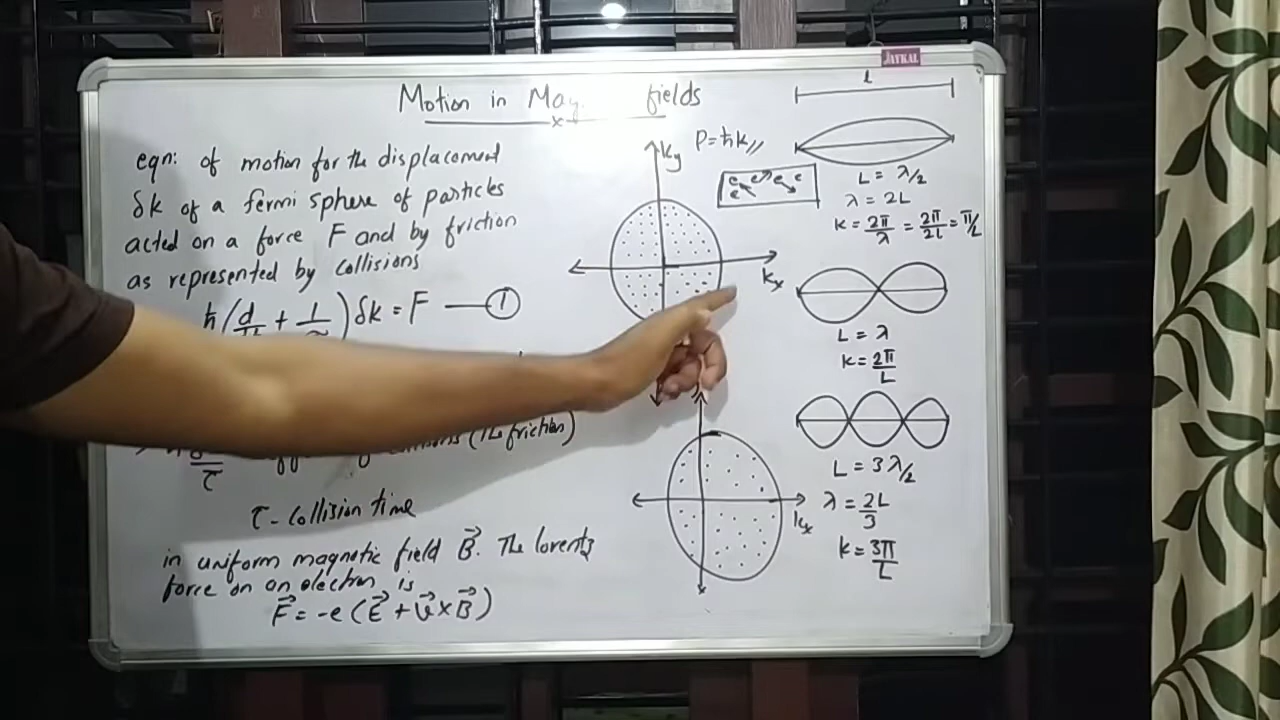 JAYKAL
Motion in Mag fields
x
eqn: of motion for the displacement
δk of a fermi sphere of particles
acted on a force F and by friction
as represented by collisions
ħ(d + 1 ) δk = F — 1
(the friction)
τ
τ - Collision time
in uniform magnetic field B⃗. The lorentz
force on an electron is
F⃗ = -e (E⃗ + v⃗ x B⃗)
ky
kx
P = ħk //
e e e e
e
kx
l
L = λ/2
λ = 2L
K = 2π/λ = 2π/2L = π/L
L = λ
K = 2π/L
L = 3λ/2
λ = 2L/3
K = 3π/L